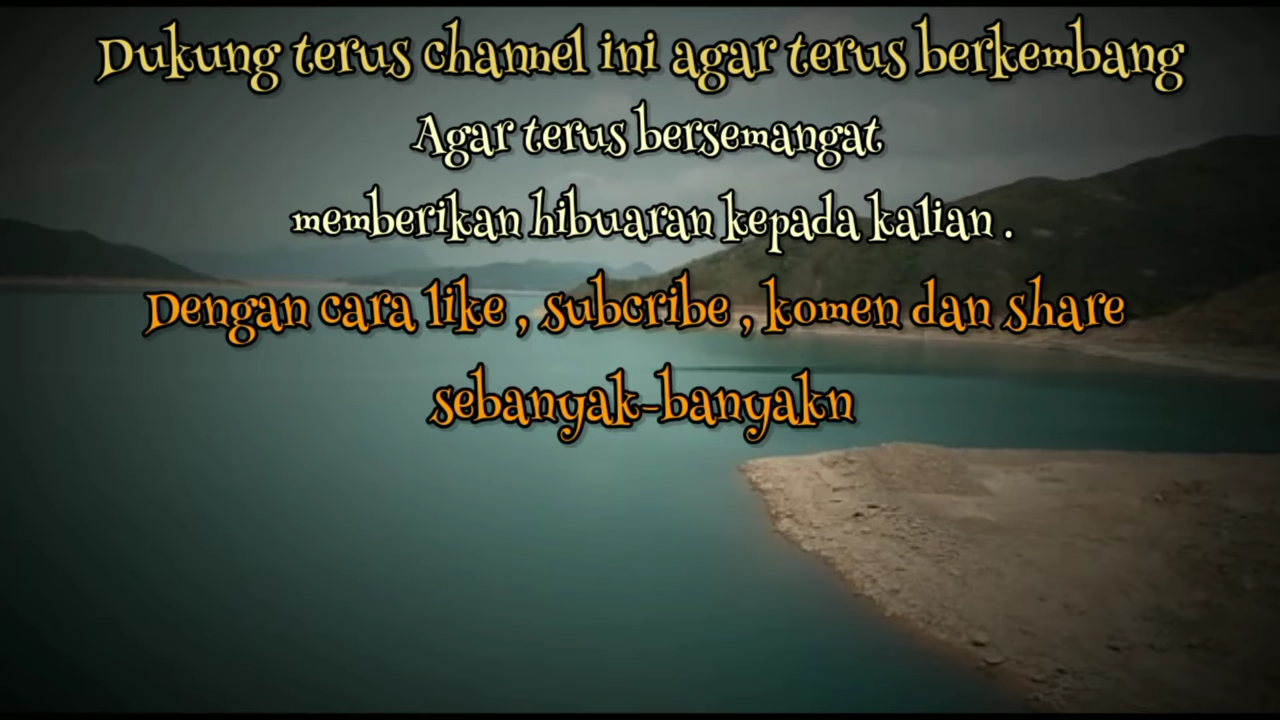 Dukung terus channel ini agar terus berkembang
Agar terus bersemangat
memberikan hibuaran kepada kalian .
Dengan cara like , subcribe , komen dan share
sebanyak-banyakn